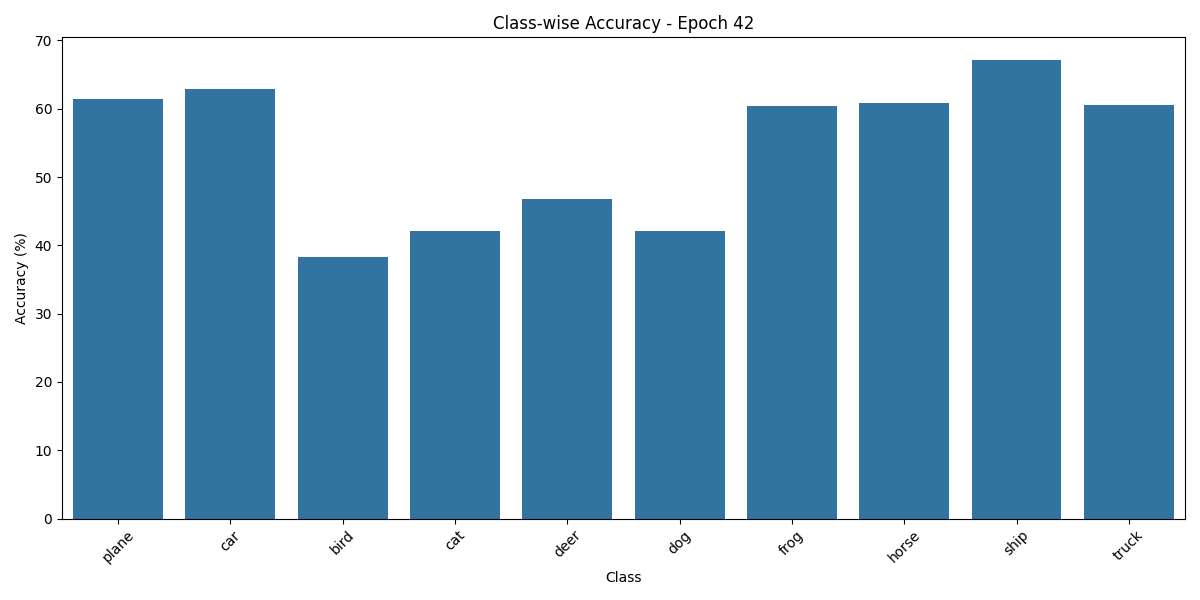 Class-wise Accuracy - Epoch 42
Accuracy (%)
70
60
50
40
30
20
10
0
plane
car
bird
cat
deer
dog
frog
horse
ship
truck
Class